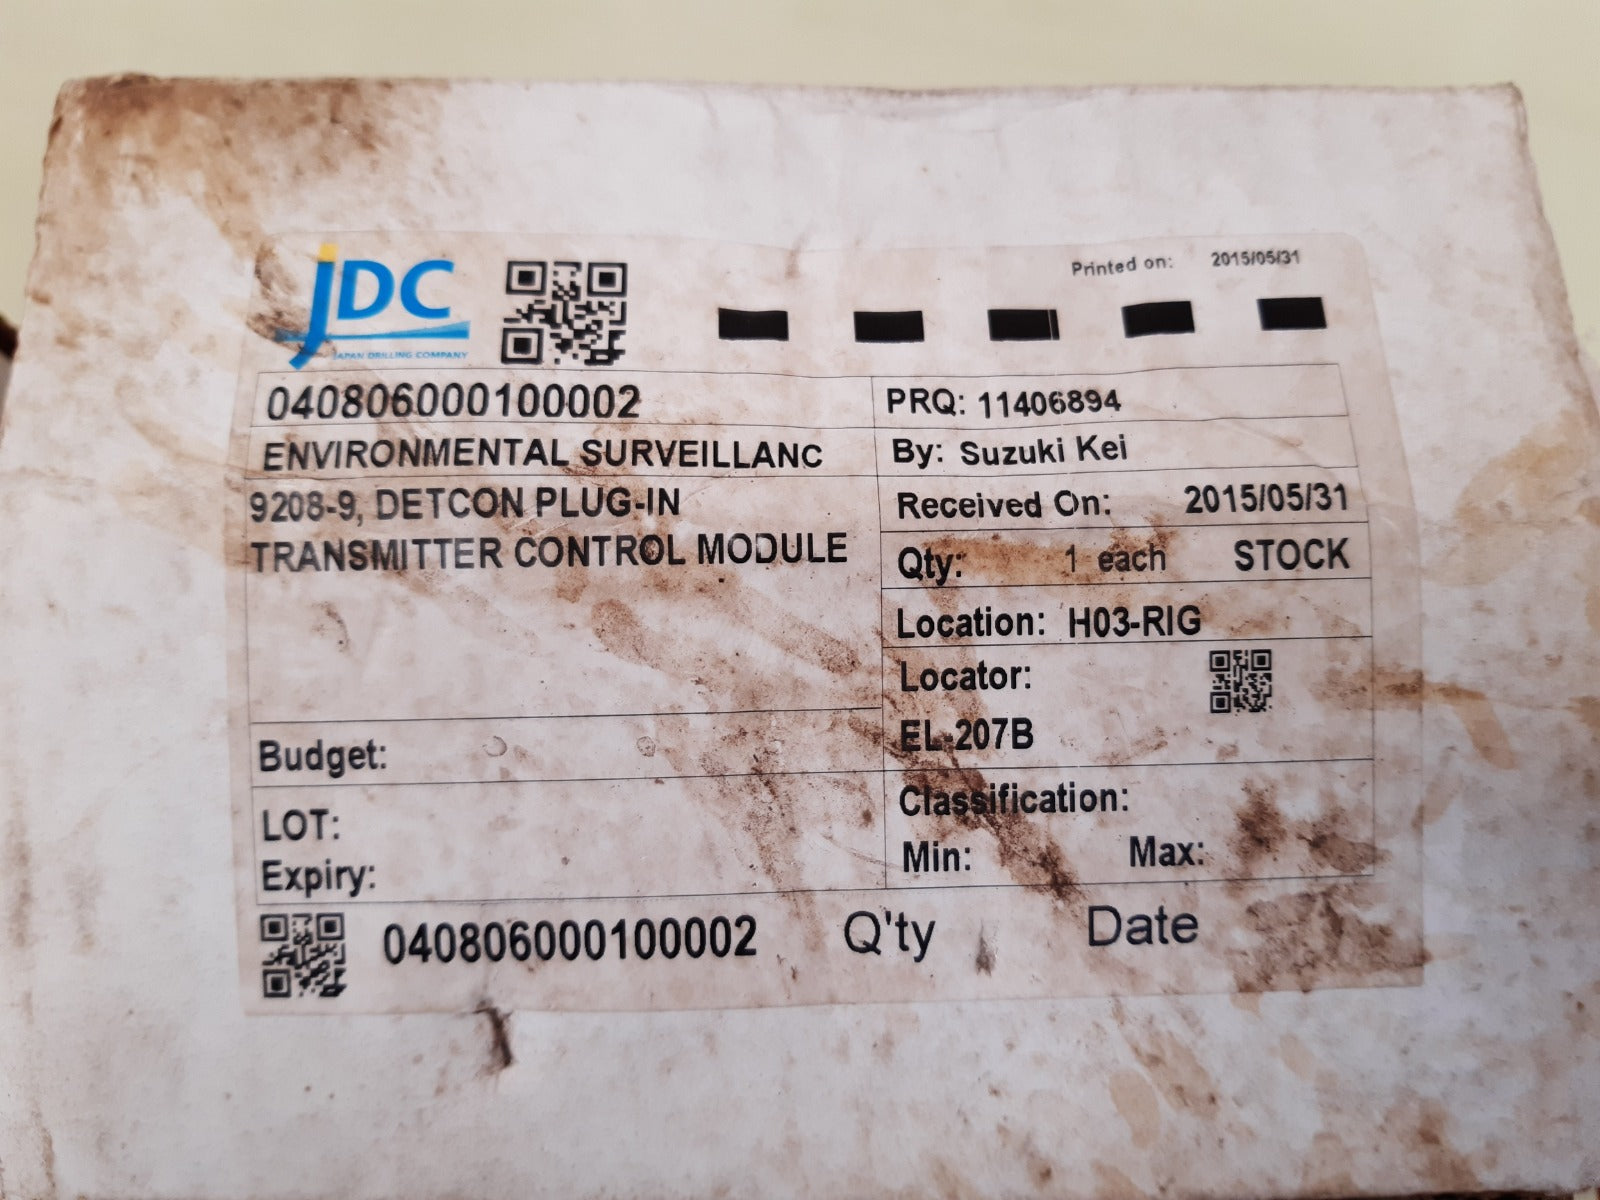 JDC
JAPAN DRILLING COMPANY
Printed on: 2015/05/31
040806000100002
PRQ: 11406894
ENVIRONMENTAL SURVEILLANC
By: Suzuki Kei
9208-9, DETCON PLUG-IN
TRANSMITTER CONTROL MODULE
Received On: 2015/05/31
Qty: 1 each STOCK
Location: H03-RIG
Locator:
EL-207B
Budget:
Classification:
LOT:
Min: Max:
Expiry:
040806000100002 Q'ty Date